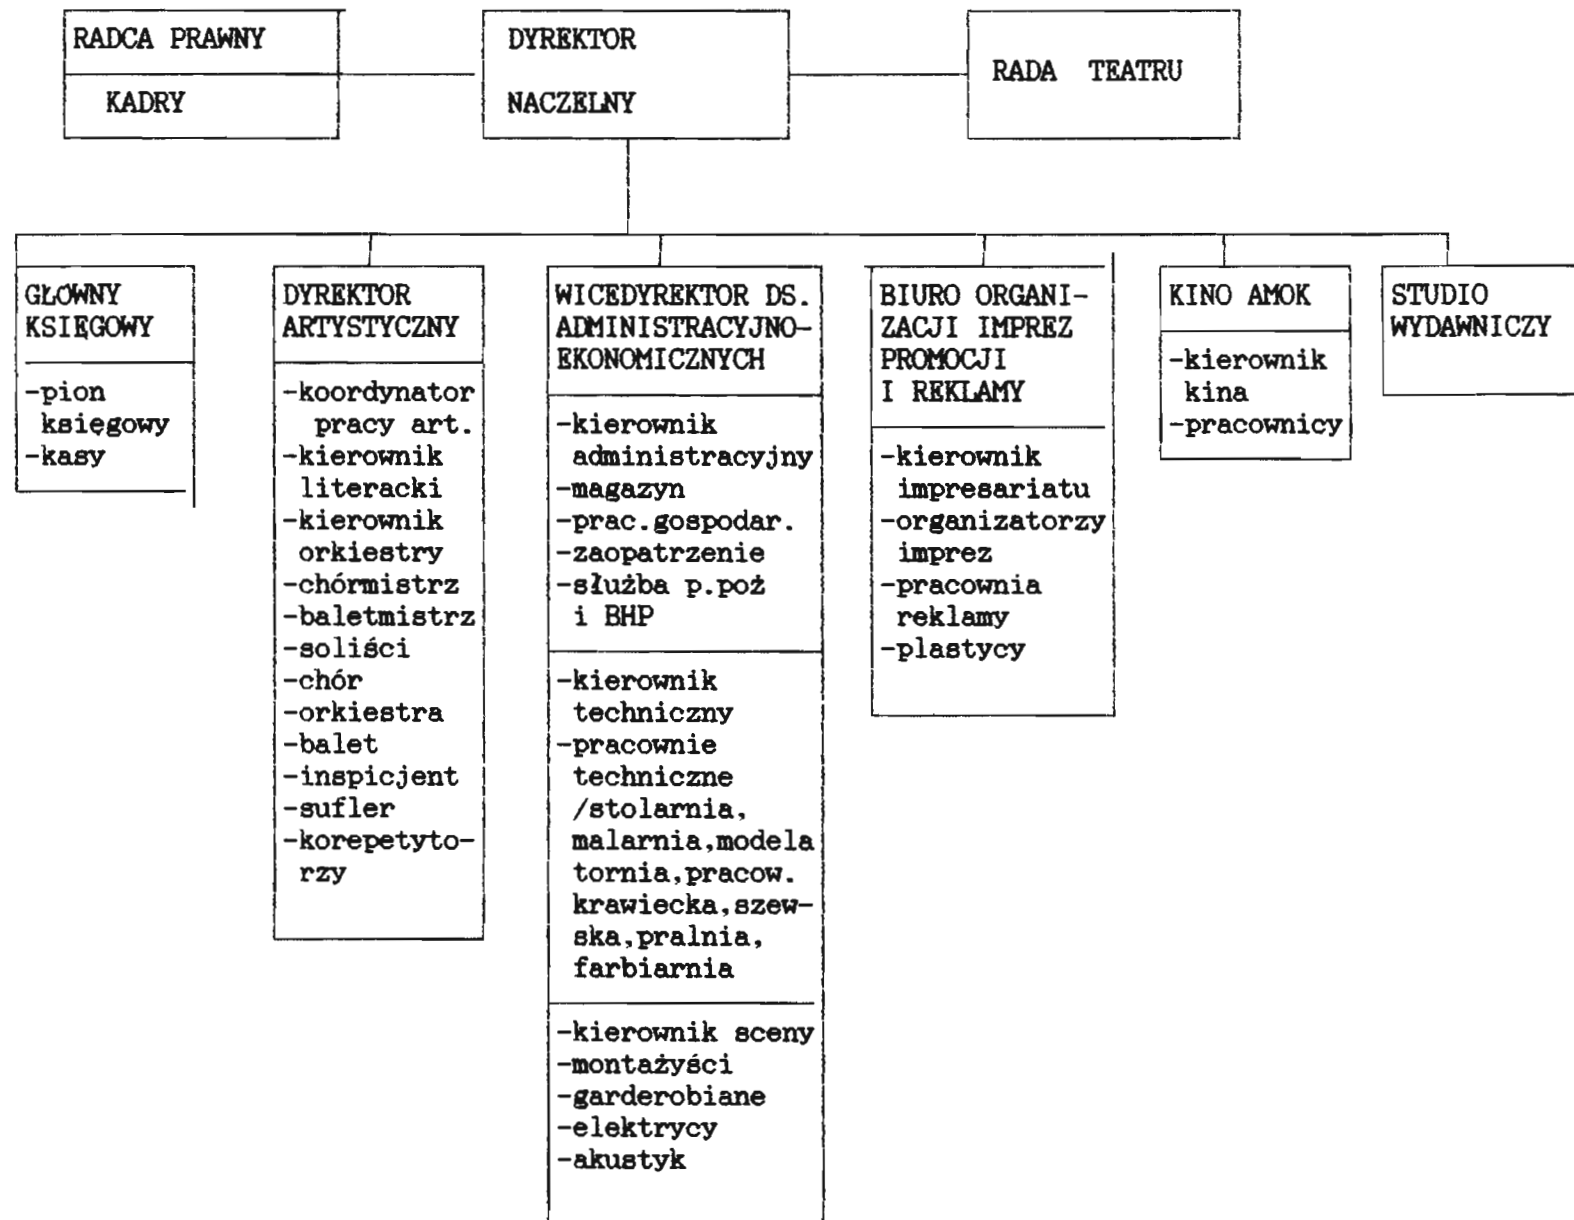 RADCA PRAWNY
KADRY
DYREKTOR
NACZELNY
RADA TEATRU
GŁOWNY
KSIĘGOWY
-pion
księgowy
-kasy
DYREKTOR
ARTYSTYCZNY
-koordynator
pracy art.
-kierownik
literacki
-kierownik
orkiestry
-chórmistrz
-baletmistrz
-soliści
-chór
-orkiestra
-balet
-inspicjent
-sufler
-korepetyto-
rzy
WICEDYREKTOR DS.
ADMINISTRACYJNO-
EKONOMICZNYCH
-kierownik
administracyjny
-magazyn
-prac.gospodar.
-zaopatrzenie
-służba p.poż
i BHP
-kierownik
techniczny
-pracownie
techniczne
/stolarnia,
malarnia,modela
tornia,pracow.
krawiecka,szew-
ska,pralnia,
farbiarnia
-kierownik sceny
-montażyści
-garderobiane
-elektrycy
-akustyk
BIURO ORGANI-
ZACJI IMPREZ
PROMOCJI
I REKLAMY
-kierownik
impresariatu
-organizatorzy
imprez
-pracownia
reklamy
-plastycy
KINO AMOK
-kierownik
kina
-pracownicy
STUDIO
WYDAWNICZY